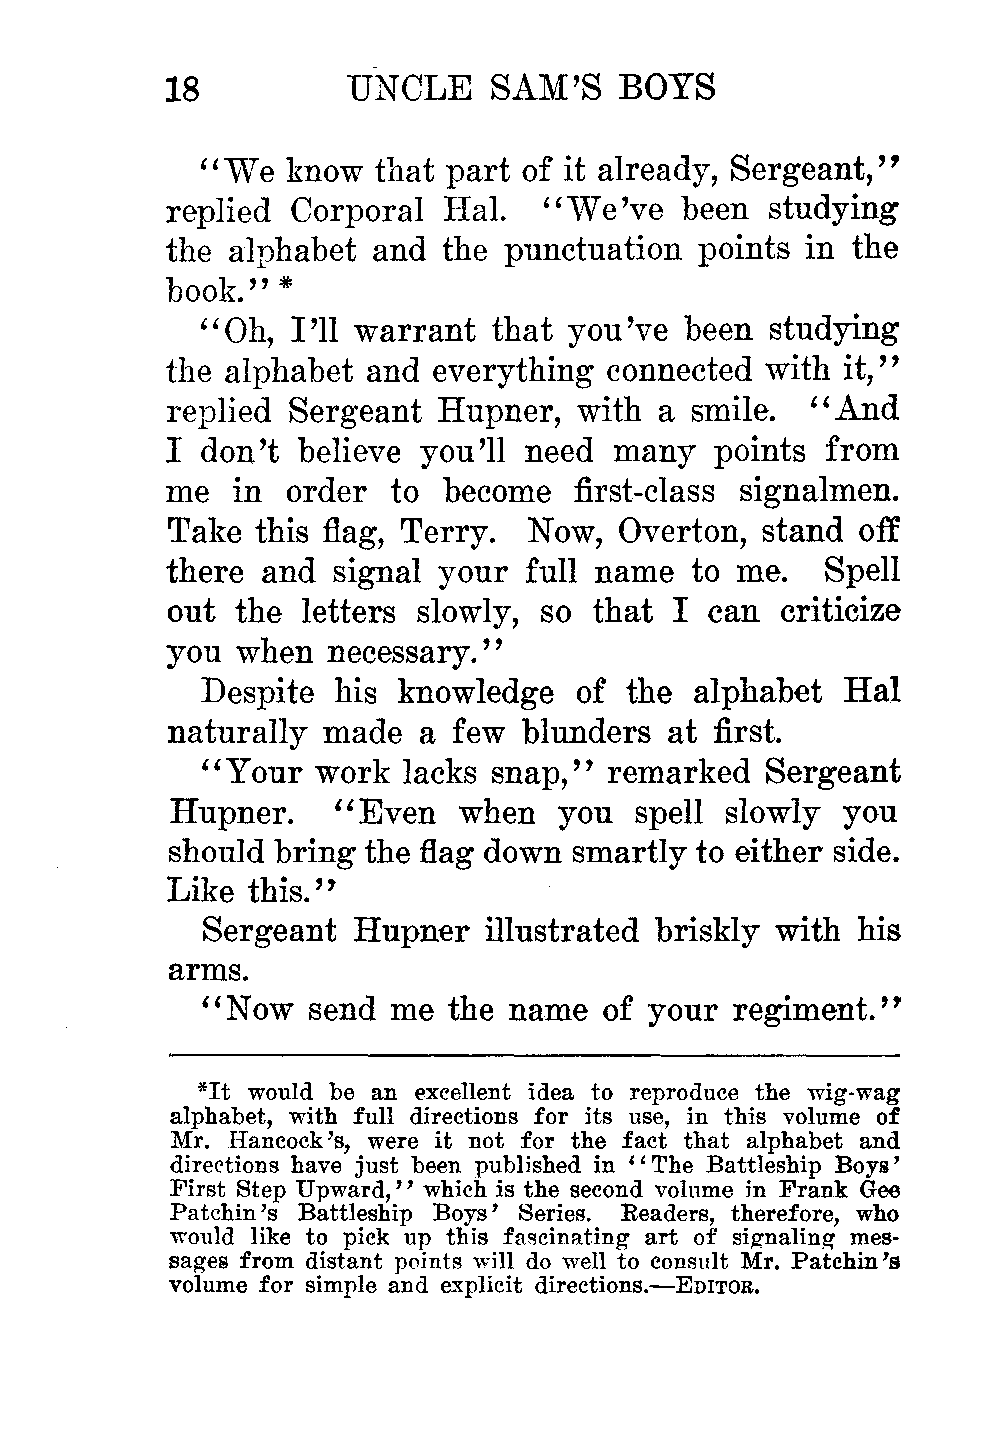 18 UNCLE SAM'S BOYS
"We know that part of it already, Sergeant,"
replied Corporal Hal. "We've been studying
the alphabet and the punctuation points in the
book." *
"Oh, I'll warrant that you've been studying
the alphabet and everything connected with it,"
replied Sergeant Hupner, with a smile. "And
I don't believe you'll need many points from
me in order to become first-class signalmen.
Take this flag, Terry. Now, Overton, stand off
there and signal your full name to me. Spell
out the letters slowly, so that I can criticize
you when necessary."
Despite his knowledge of the alphabet Hal
naturally made a few blunders at first.
"Your work lacks snap," remarked Sergeant
Hupner. "Even when you spell slowly you
should bring the flag down smartly to either side.
Like this."
Sergeant Hupner illustrated briskly with his
arms.
"Now send me the name of your regiment."
*It would be an excellent idea to reproduce the wig-wag
alphabet, with full directions for its use, in this volume of
Mr. Hancock's, were it not for the fact that alphabet and
directions have just been published in "The Battleship Boys'
First Step Upward," which is the second volume in Frank Gee
Patchin's Battleship Boys' Series. Readers, therefore, who
would like to pick up this fascinating art of signaling mes-
sages from distant points will do well to consult Mr. Patchin's
volume for simple and explicit directions.—EDITOR.